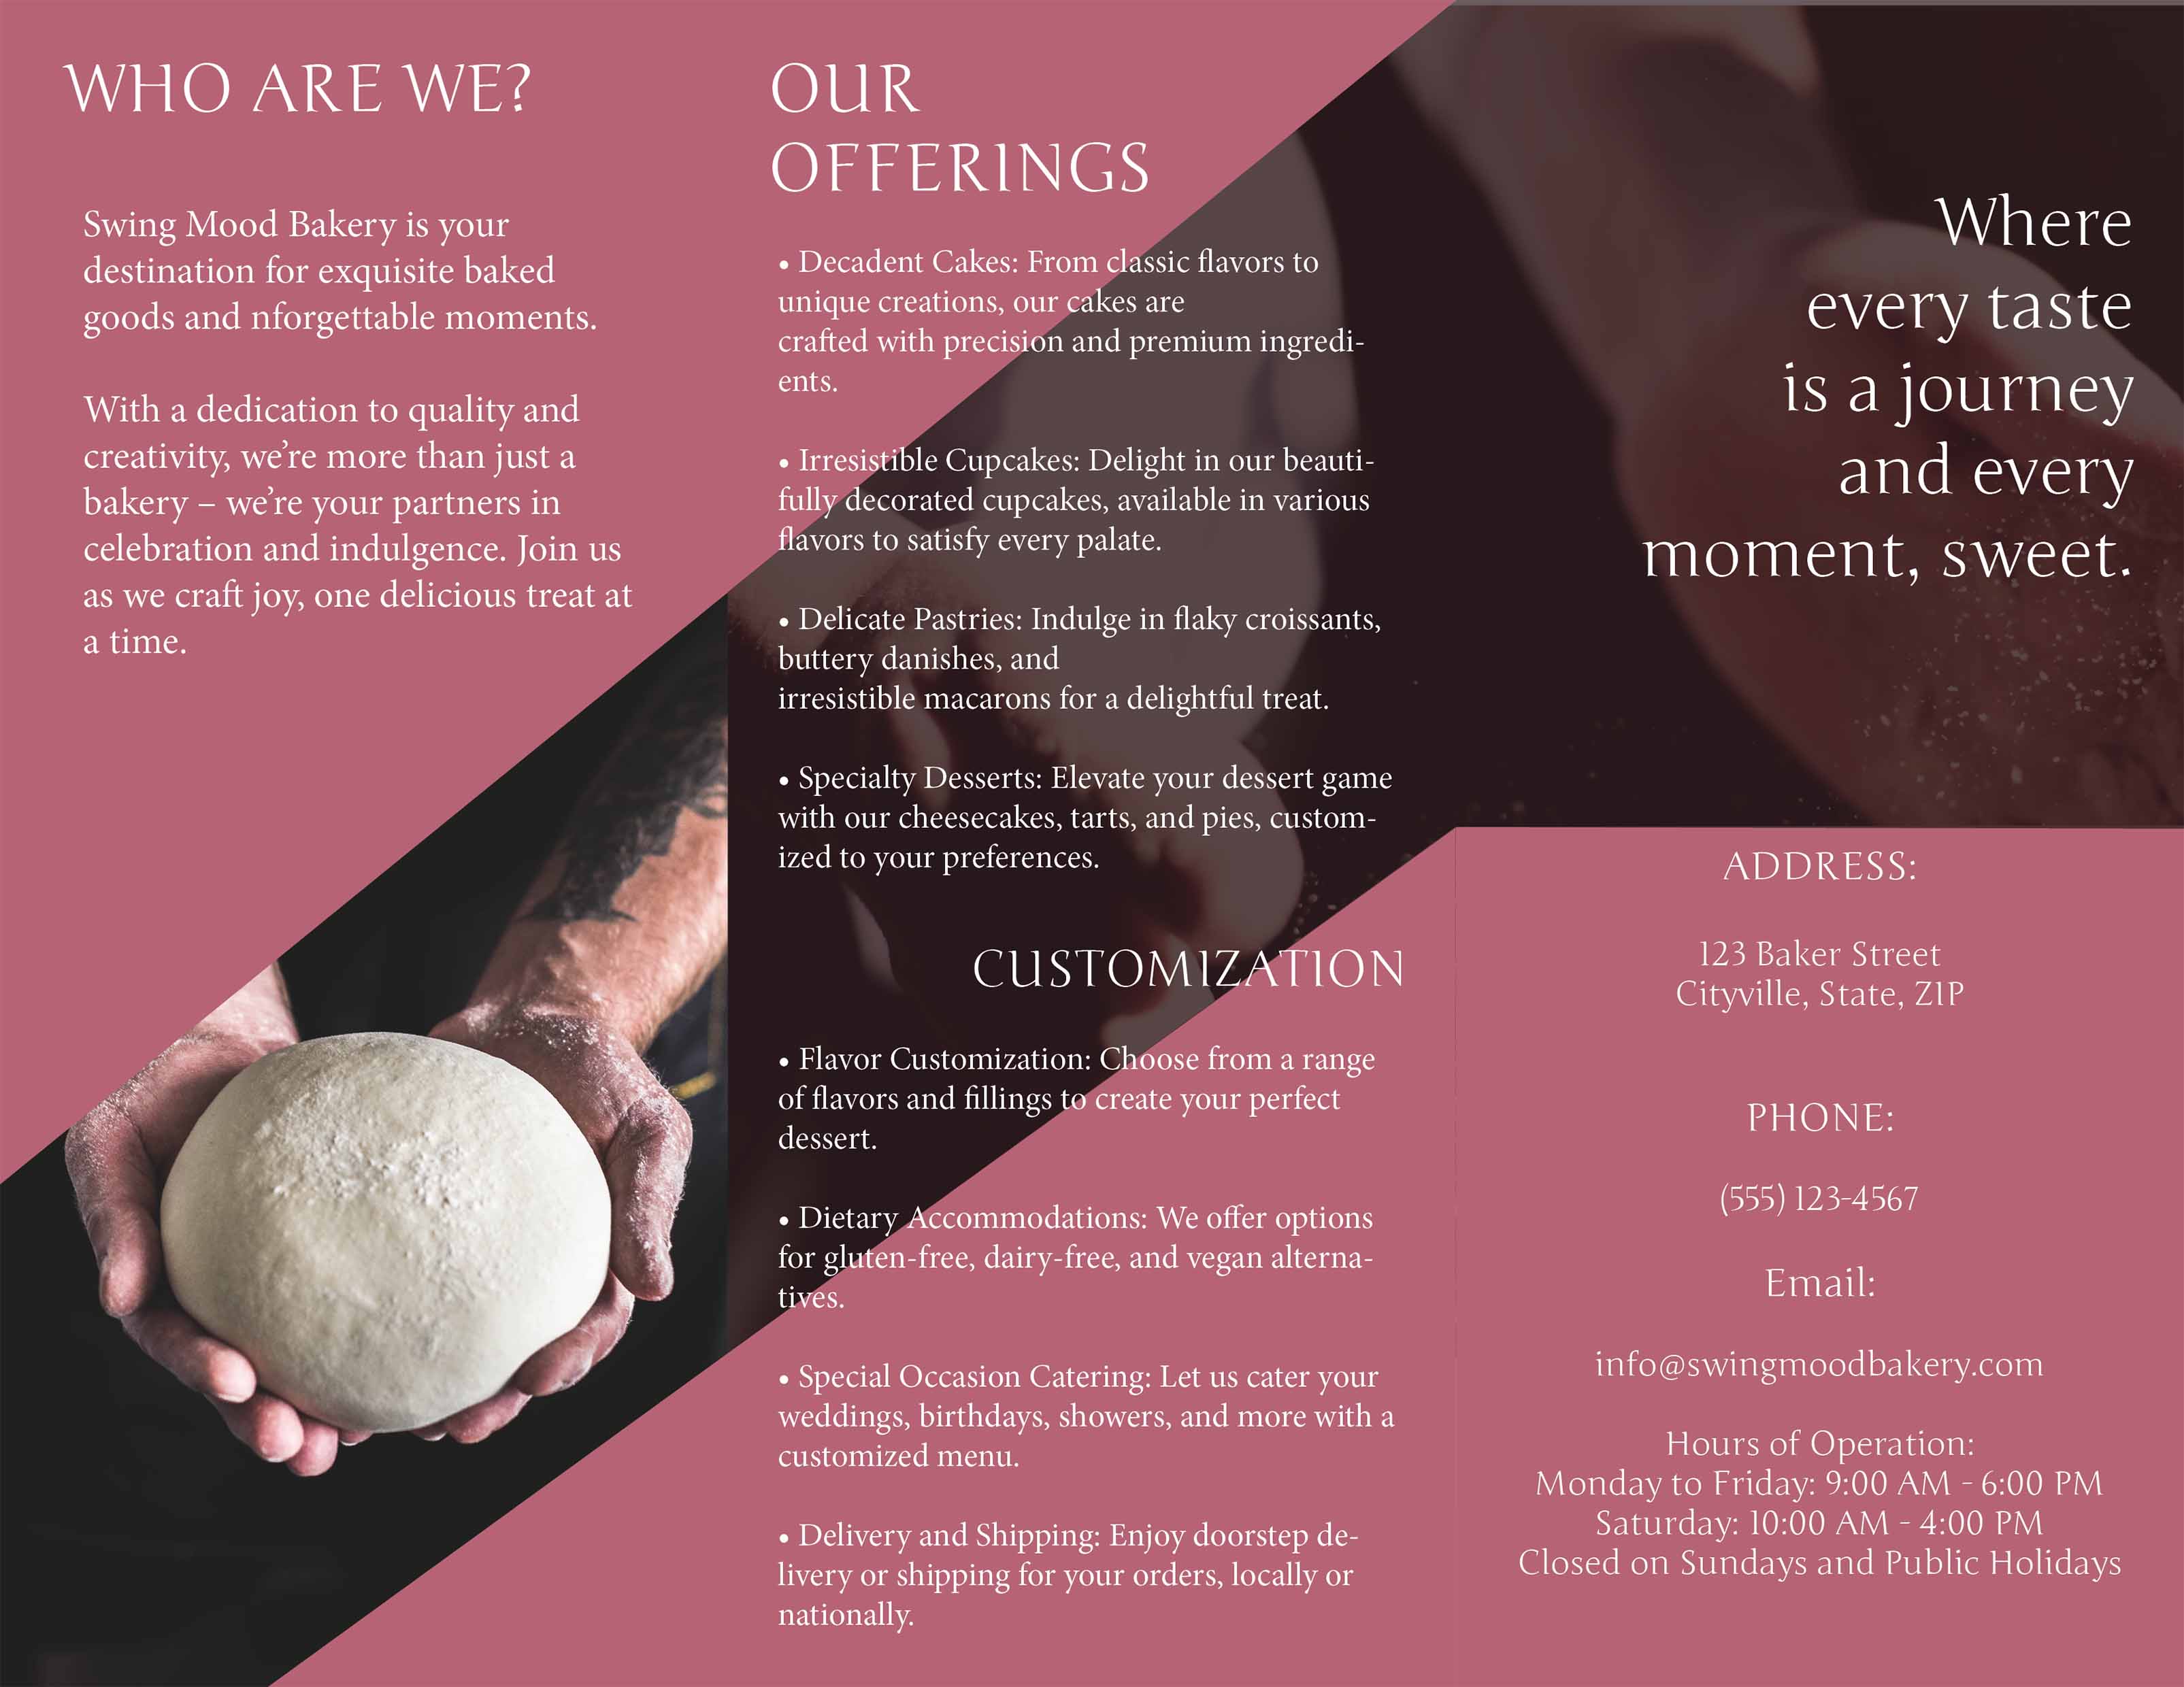 WHO ARE WE?
Swing Mood Bakery is your
destination for exquisite baked
goods and nforgettable moments.
With a dedication to quality and
creativity, we’re more than just a
bakery – we’re your partners in
celebration and indulgence. Join us
as we craft joy, one delicious treat at
a time.
OUR
OFFERINGS
• Decadent Cakes: From classic flavors to
unique creations, our cakes are
crafted with precision and premium ingredi-
ents.
• Irresistible Cupcakes: Delight in our beauti-
fully decorated cupcakes, available in various
flavors to satisfy every palate.
• Delicate Pastries: Indulge in flaky croissants,
buttery danishes, and
irresistible macarons for a delightful treat.
• Specialty Desserts: Elevate your dessert game
with our cheesecakes, tarts, and pies, custom-
ized to your preferences.
CUSTOMIZATION
• Flavor Customization: Choose from a range
of flavors and fillings to create your perfect
dessert.
• Dietary Accommodations: We offer options
for gluten-free, dairy-free, and vegan alterna-
tives.
• Special Occasion Catering: Let us cater your
weddings, birthdays, showers, and more with a
customized menu.
• Delivery and Shipping: Enjoy doorstep de-
livery or shipping for your orders, locally or
nationally.
Where
every taste
is a journey
and every
moment, sweet.
ADDRESS:
123 Baker Street
Cityville, State, ZIP
PHONE:
(555) 123-4567
Email:
info@swingmoodbakery.com
Hours of Operation:
Monday to Friday: 9:00 AM - 6:00 PM
Saturday: 10:00 AM - 4:00 PM
Closed on Sundays and Public Holidays